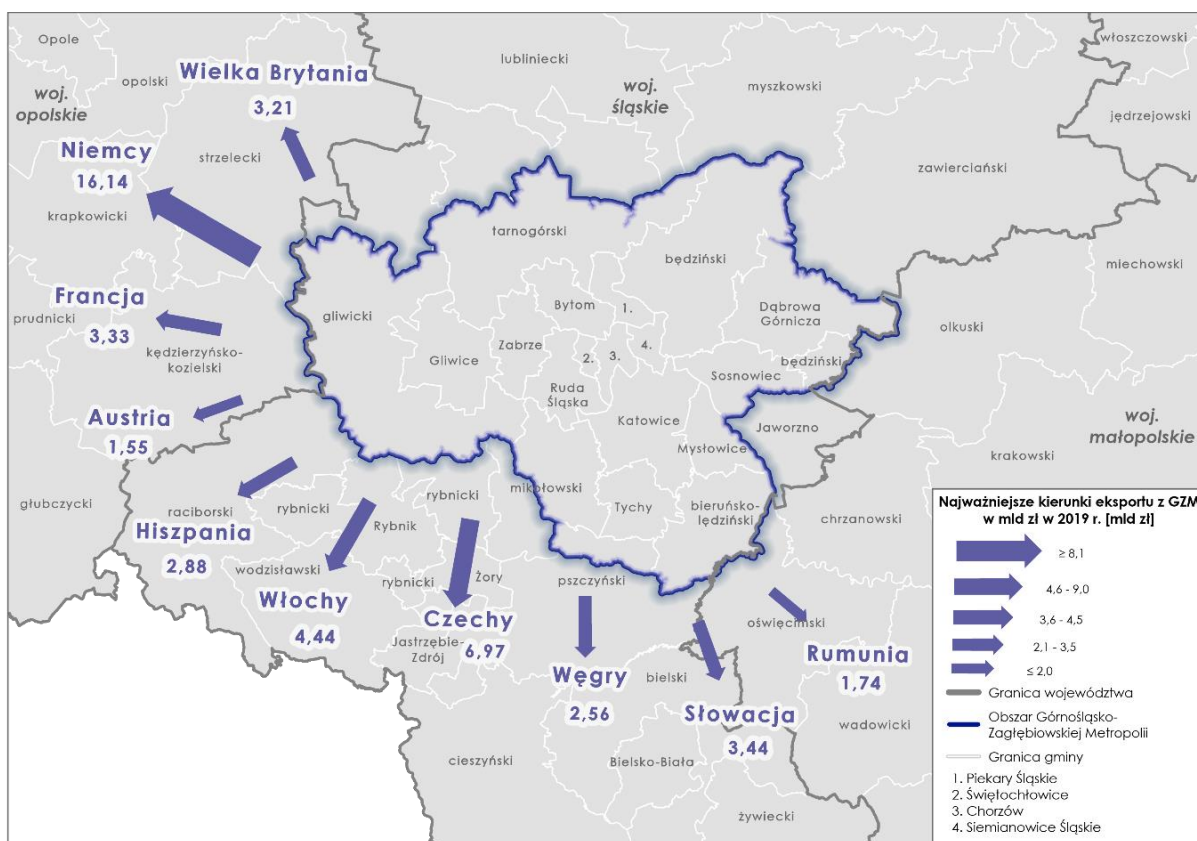 Opole
opolski
woj.
opolskie
Wielka Brytania
3,21
lubliniecki
woj.
śląskie
myszkowski
włoszczowski
jędrzejowski
Niemcy
16,14
strzelecki
krapkowicki
zawierciański
tarnogórski
będziński
miechowski
Francja
3,33
prudnicki
kędzierzyńsko-
kozielski
gliwicki
Bytom
1.
Dąbrowa
Górnicza
olkuski
Gliwice
Zabrze
2.
3.
4.
będziński
Sosnowiec
Ruda
Śląska
Austria
1,55
Katowice
Jaworzno
woj.
małopolskie
Mysłowice
krakowski
głubczycki
raciborski
Hiszpania
2,88
rybnicki
Rybnik
rybnicki
mikołowski
Tychy
bieruńsko-
lędziński
chrzanowski
wodzisławski
Włochy
4,44
rybnicki
Żory
pszczyński
Czechy
6,97
Jastrzębie-
Zdrój
oświęcimski
Rumunia
1,74
Węgry
2,56
bielski
Słowacja
3,44
wadowicki
cieszyński
Bielsko-Biała
żywiecki
Najważniejsze kierunki eksportu z GZM
w mld zł w 2019 r. [mld zł]
≥ 8,1
4,6 - 9,0
3,6 - 4,5
2,1 - 3,5
≤ 2,0
Granica województwa
Obszar Górnośląsko-
Zagłębiowskiej Metropolii
Granica gminy
1. Piekary Śląskie
2. Świętochłowice
3. Chorzów
4. Siemianowice Śląskie